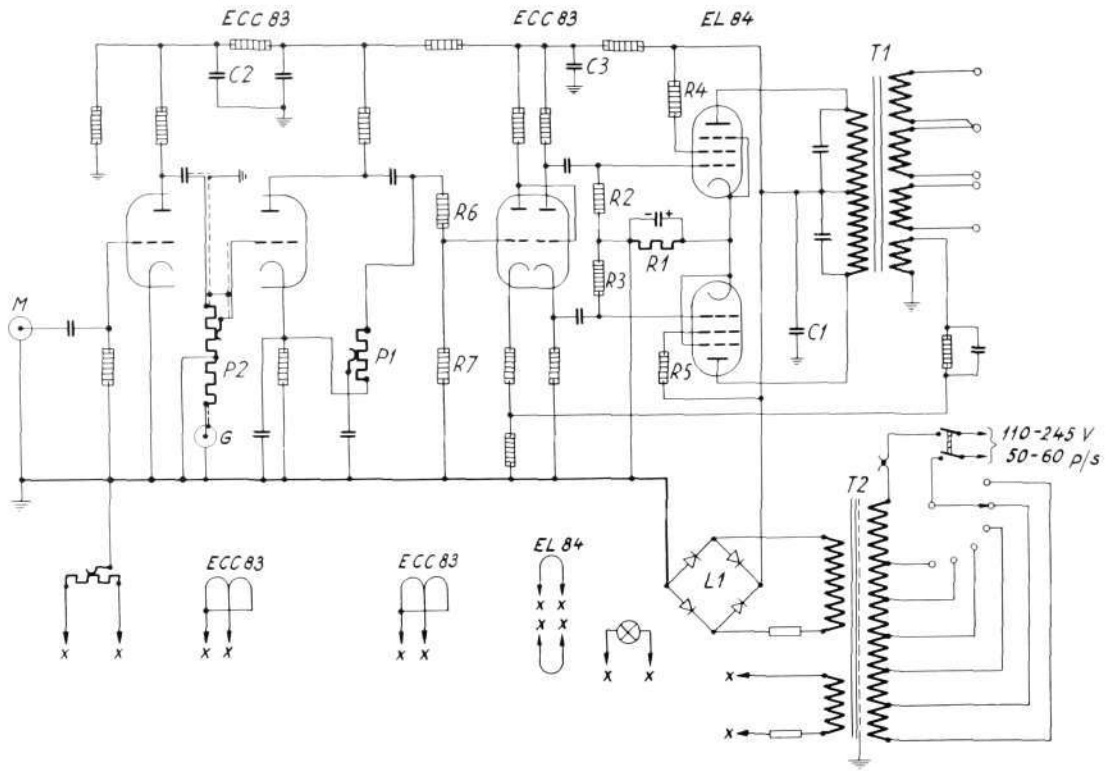 ECC 83
ECC 83
EL 84
C2
C3
R4
T1
R2
R6
- +
R1
R3
M
P2
P1
R7
R5
C1
G
110-245 V
50-60 p/s
T2
ECC 83
ECC 83
EL 84
L1
x x
x x
x x
x x
x x
x x
x
x